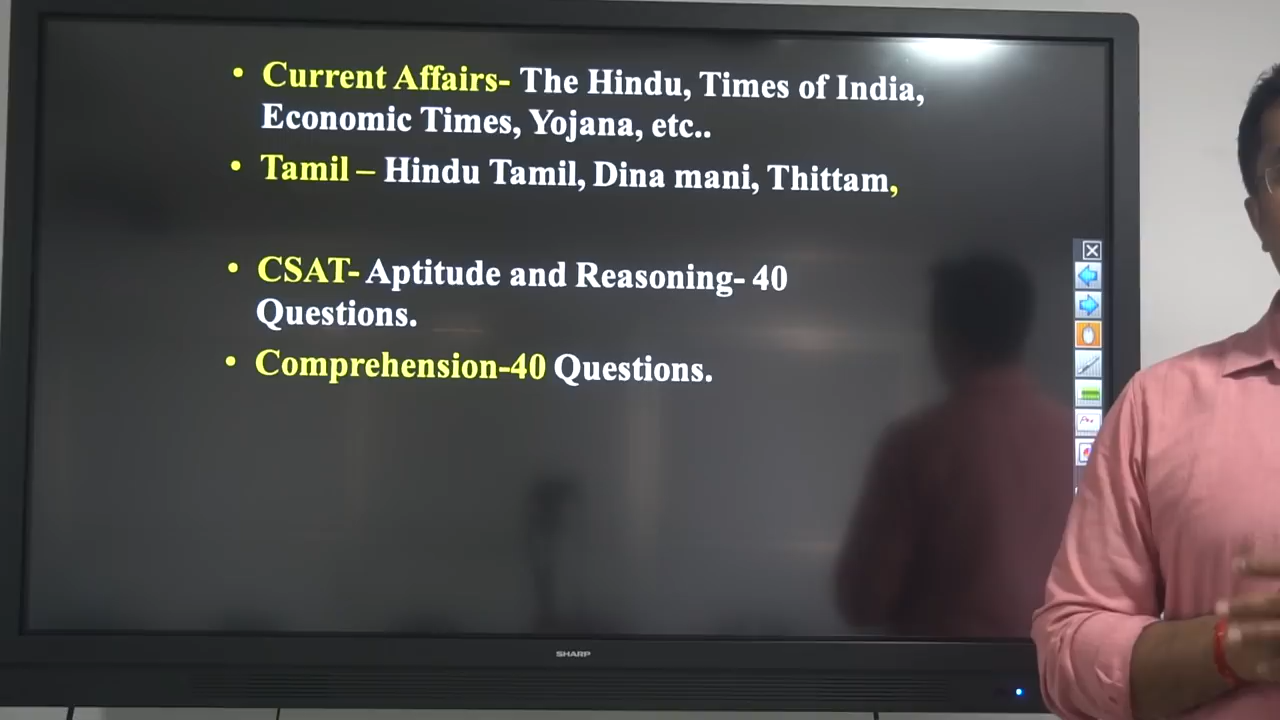 • Current Affairs- The Hindu, Times of India,
Economic Times, Yojana, etc..
• Tamil – Hindu Tamil, Dina mani, Thittam,
• CSAT- Aptitude and Reasoning- 40
Questions.
• Comprehension-40 Questions.
SHARP